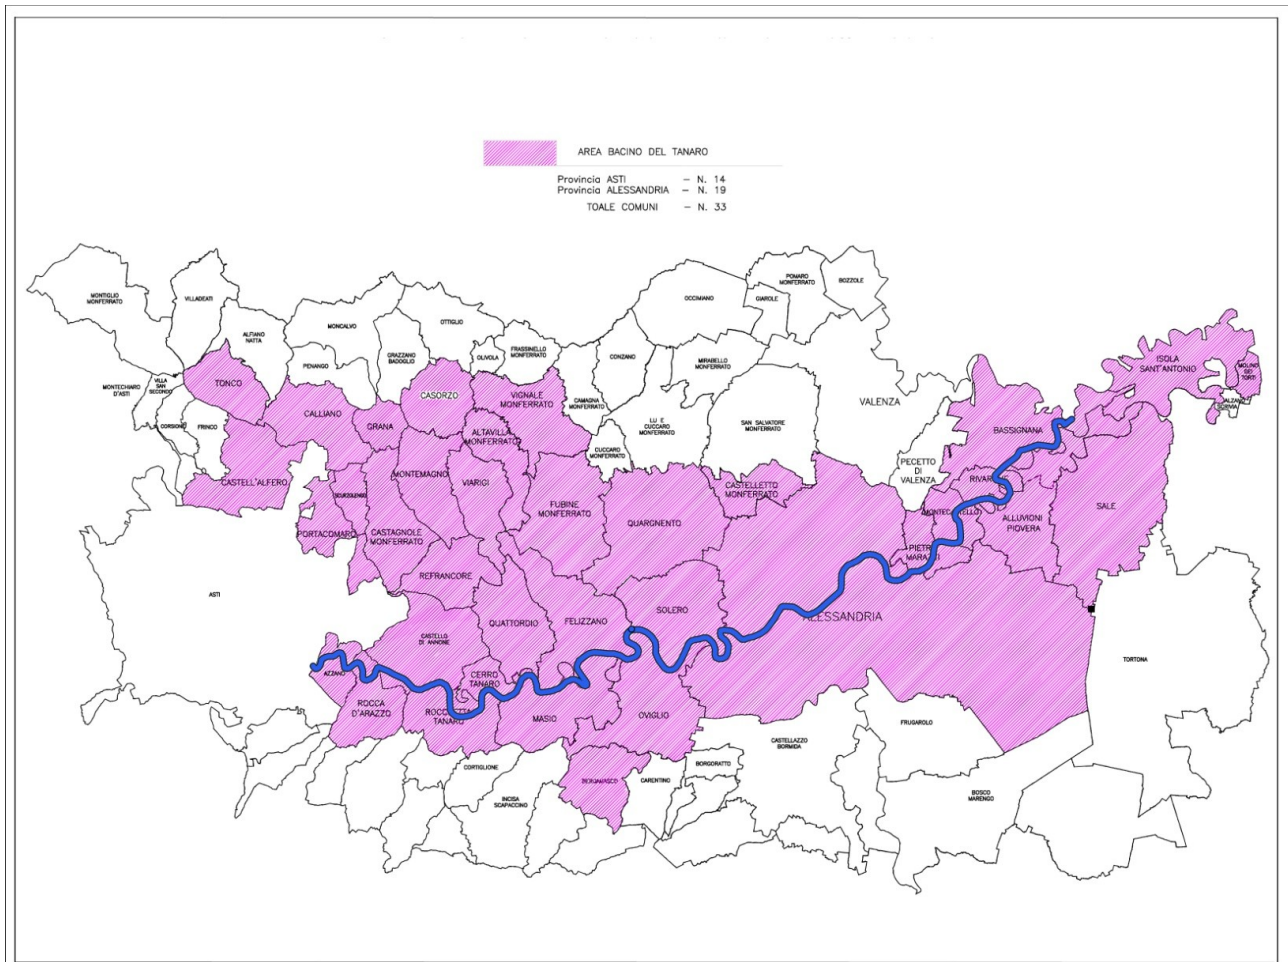 AREA BACINO DEL TANARO
Provincia ASTI – N. 14
Provincia ALESSANDRIA – N. 19
TOALE COMUNI – N. 33
MONTIGLIO
MONFERRATO
VILLADEATI
ALFIANO
NATTA
MONCALVO
PENANGO
GRAZZANO
BADOGLIO
OTTIGLIO
OLIVOLA
FRASSINELLO
MONFERRATO
CAMAGNA
MONFERRATO
CONZANO
OCCIMIANO
GIAROLE
POMARO
MONFERRATO
BOZZOLE
MIRABELLO
MONFERRATO
LU E
CUCCARO
MONFERRATO
CUCCARO
MONFERRATO
SAN SALVATORE
MONFERRATO
VALENZA
PECETTO
DI
VALENZA
MONTECHIARO
D'ASTI
VILLA
SAN
SECONDO
CORSIONE
FRINCO
TONCO
CALLIANO
GRANA
CASORZO
VIGNALE
MONFERRATO
ALTAVILLA
MONFERRATO
CASTELL'ALFERO
SCURZOLENGO
PORTACOMARO
MONTEMAGNO
VIARIGI
CASTAGNOLE
MONFERRATO
REFRANCORE
FUBINE
MONFERRATO
QUARGNENTO
CASTELLETTO
MONFERRATO
BASSIGNANA
ISOLA
SANT'ANTONIO
MOLINO
DEI
TORTI
ALZANO
SCRIVIA
RIVAR
MONTEC ELLO
PIETR
MARAZZI
ALLUVIONI
PIOVERA
SALE
ASTI
CASTELLO
DI ANNONE
QUATTORDIO
FELIZZANO
SOLERO
ALESSANDRIA
TORTONA
AZZANO
ROCCA
D'ARAZZO
CERRO
TANARO
ROCCHETTA
TANARO
MASIO
OVIGLIO
BERGAMASCO
CARENTINO
BORGORATTO
CASTELLAZZO
BORMIDA
FRUGAROLO
BOSCO
MARENGO
CORTIGLIONE
INCISA
SCAPACCINO